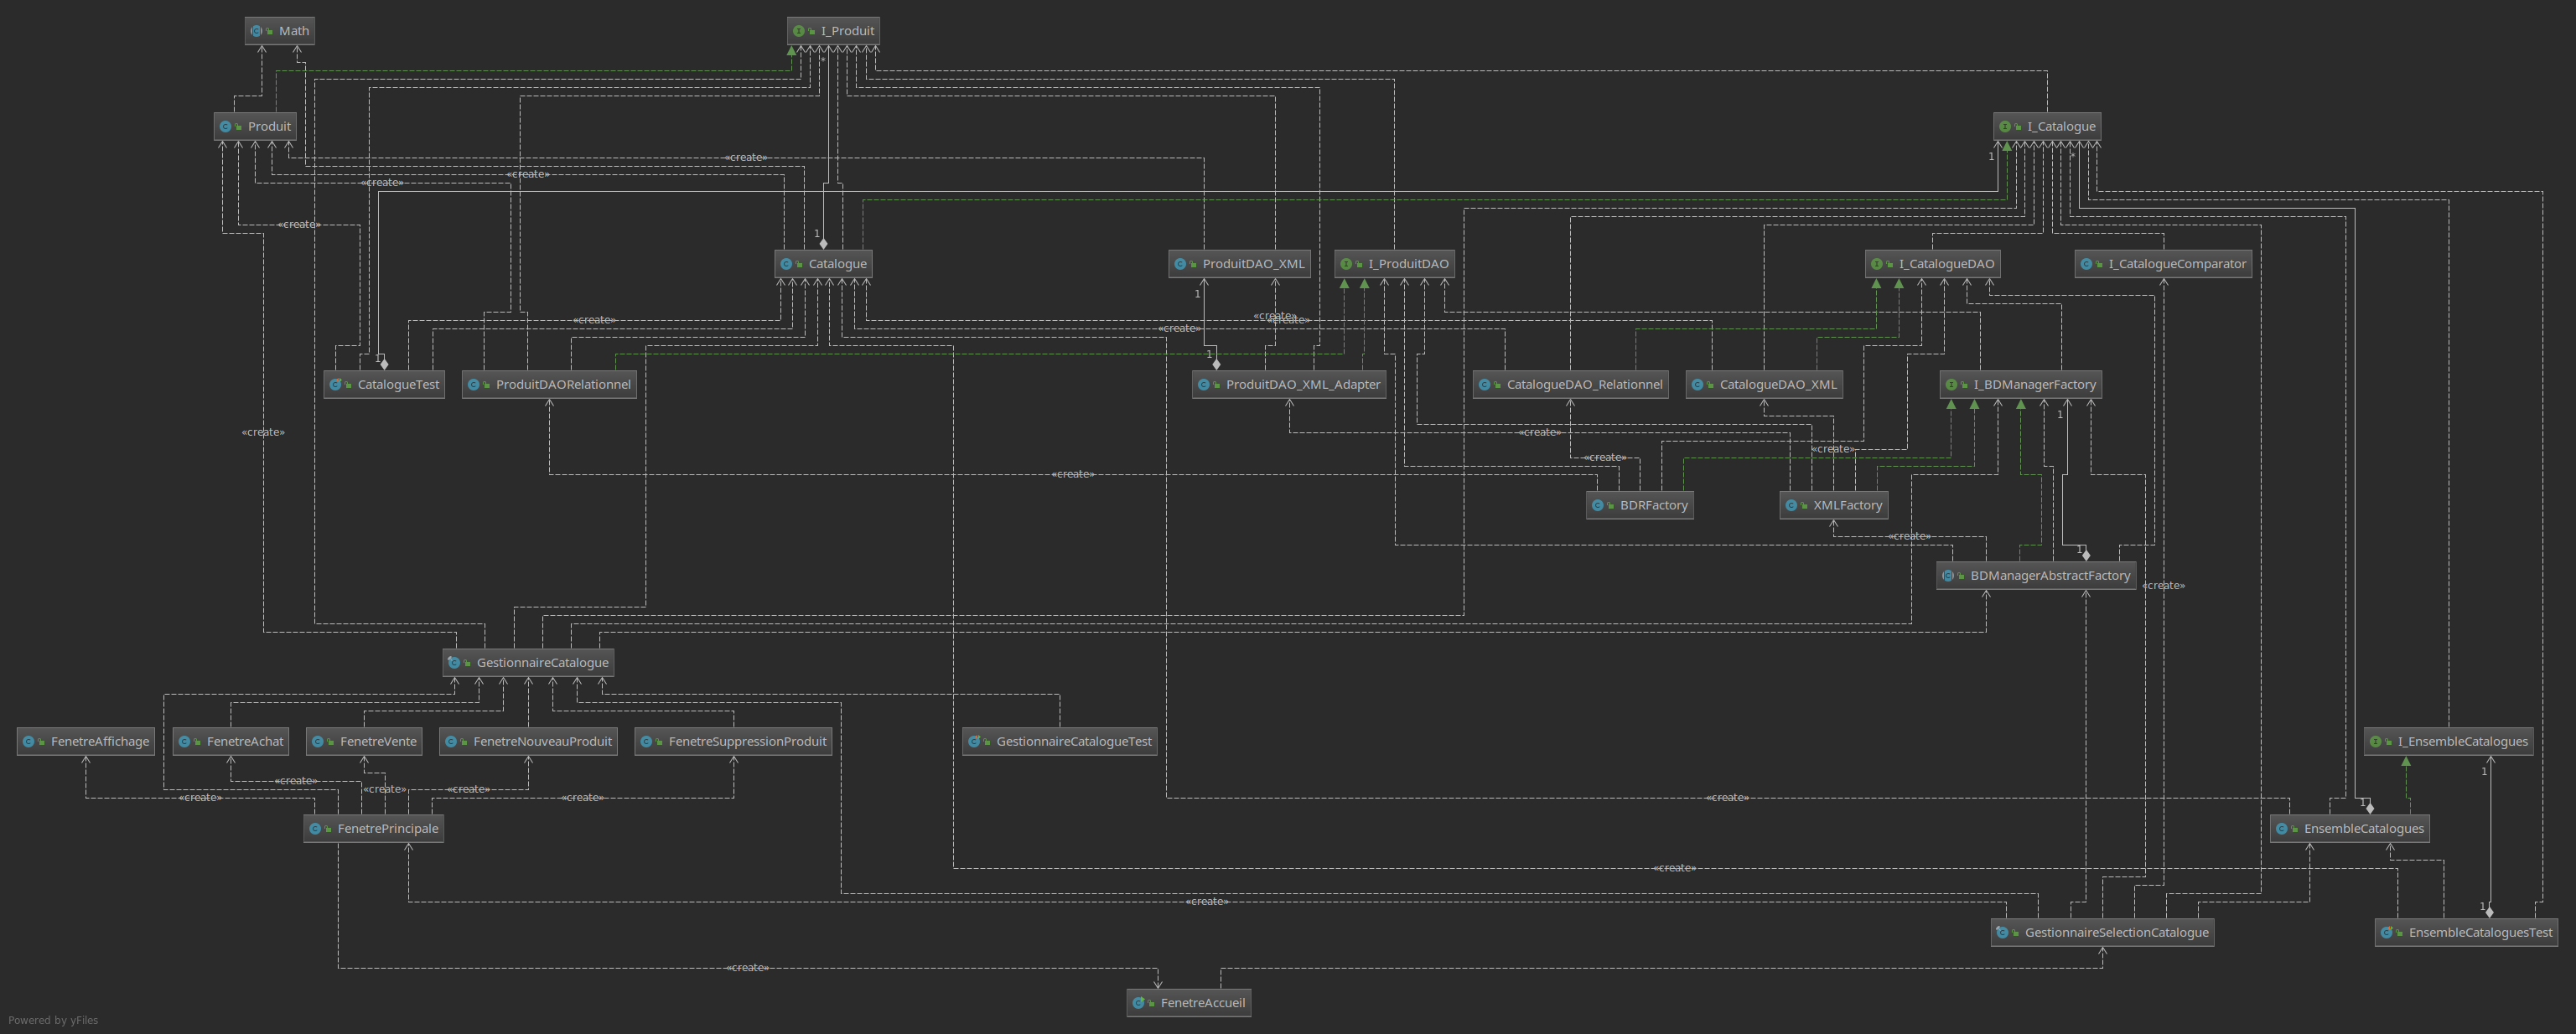 Math
I_Produit
*
Produit
I_Catalogue
«create»
1
*
«create»
«create»
«create»
1
Catalogue
ProduitDAO_XML
I_ProduitDAO
I_CatalogueDAO
I_CatalogueComparator
1
«create»
«create»
«create»
«create»
1
1
CatalogueTest
ProduitDAORelationnel
ProduitDAO_XML_Adapter
CatalogueDAO_Relationnel
CatalogueDAO_XML
I_BDManagerFactory
1
«create»
«create»
«create»
«create»
«create»
BDRFactory
XMLFactory
«create»
1
BDManagerAbstractFactory
«create»
GestionnaireCatalogue
FenetreAffichage
FenetreAchat
FenetreVente
FenetreNouveauProduit
FenetreSuppressionProduit
GestionnaireCatalogueTest
I_EnsembleCatalogues
1
«create»
«create»
«create»
«create»
«create»
«create»
1
FenetrePrincipale
EnsembleCatalogues
«create»
«create»
1
GestionnaireSelectionCatalogue
EnsembleCataloguesTest
«create»
FenetreAccueil
Powered by yFiles